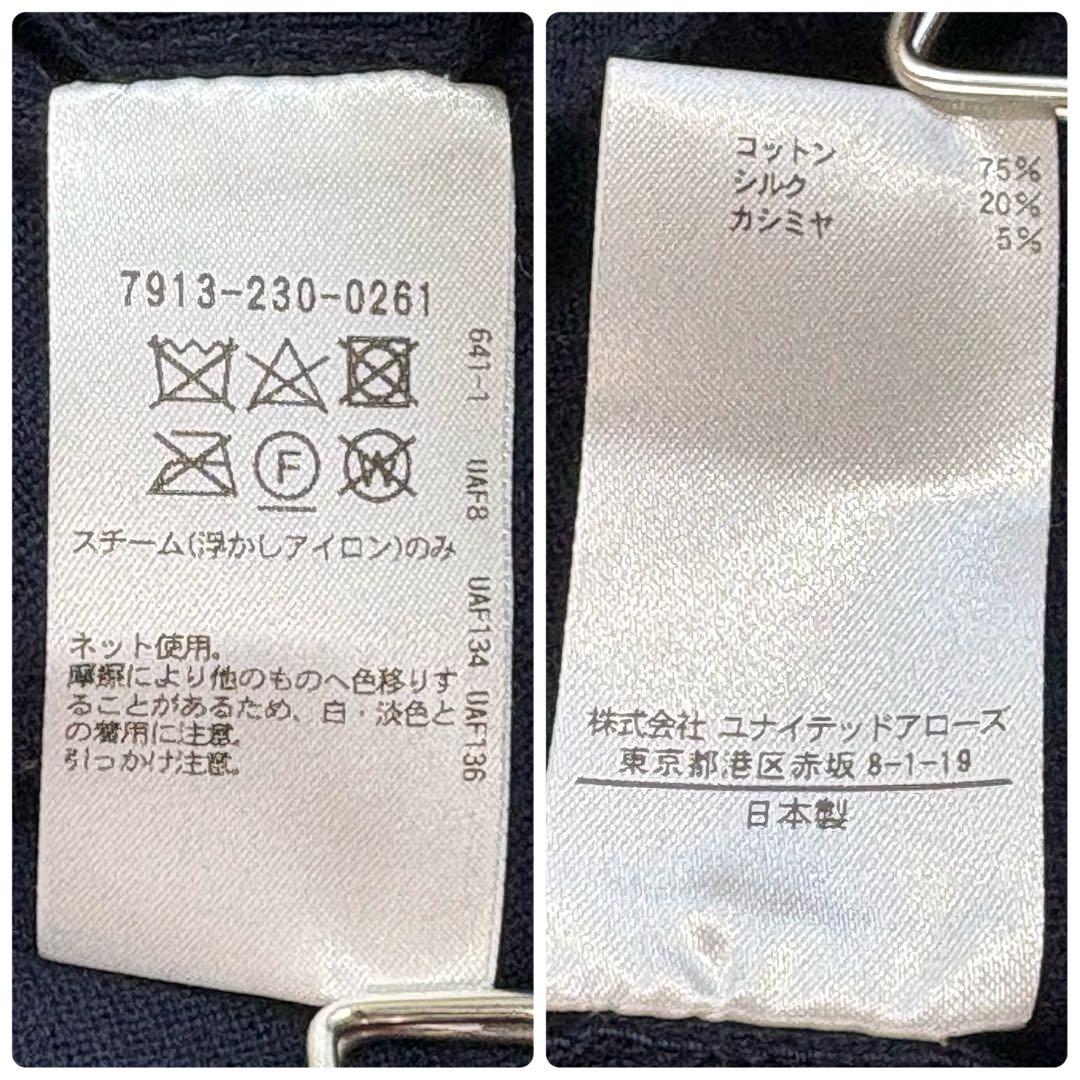 7913-230-0261
641-1 UAF8 UAF134 UAF136
F W
スチーム(浮かしアイロン)のみ
ネット使用。
摩擦により他のものへ色移りす
ることがあるため、白・淡色と
の着用に注意。
引っかけ注意。
コットン 75%
シルク 20%
カシミヤ 5%
株式会社 ユナイテッドアローズ
東京都港区赤坂 8-1-19
日本製